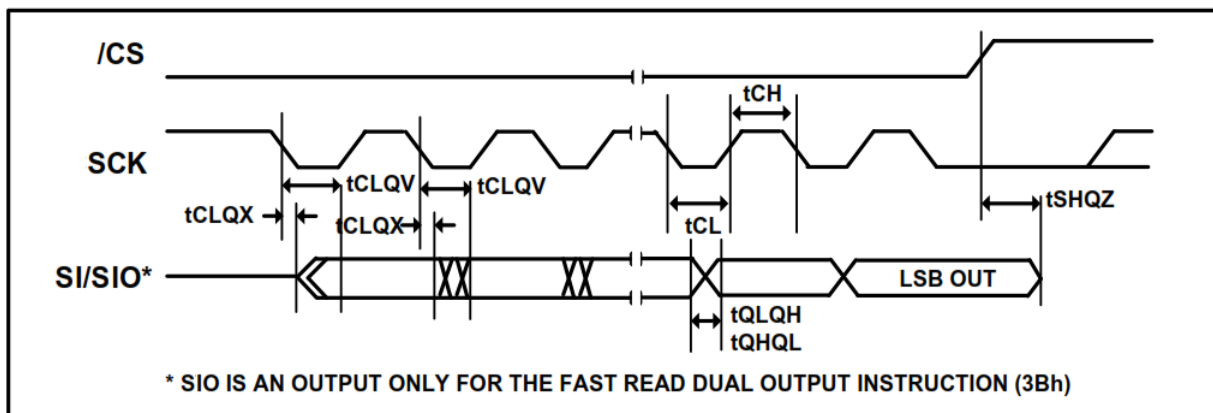 /CS
tCH
SCK
tCLQV
tCLQV
tCLQX
tCLQX
tCL
tSHQZ
SI/SIO*
LSB OUT
tQLQH
tQHQL
* SIO IS AN OUTPUT ONLY FOR THE FAST READ DUAL OUTPUT INSTRUCTION (3Bh)